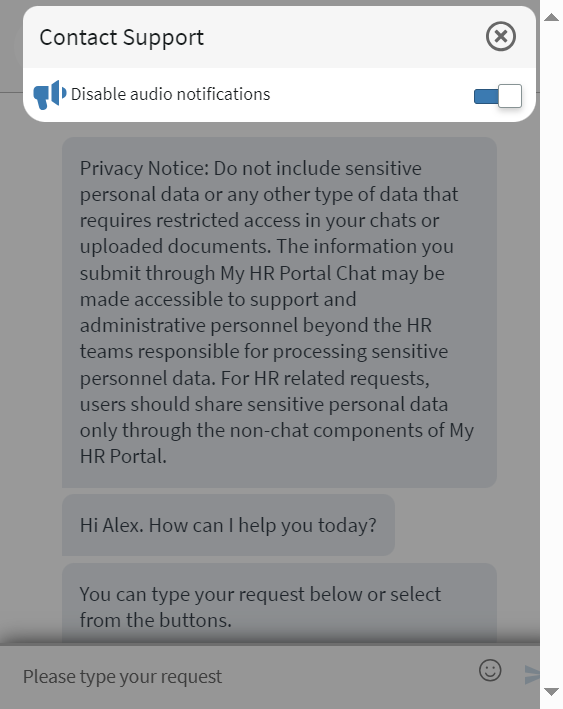 Contact Support
Disable audio notifications
Privacy Notice: Do not include sensitive
personal data or any other type of data that
requires restricted access in your chats or
uploaded documents. The information you
submit through My HR Portal Chat may be
made accessible to support and
administrative personnel beyond the HR
teams responsible for processing sensitive
personnel data. For HR related requests,
users should share sensitive personal data
only through the non-chat components of My
HR Portal.
Hi Alex. How can I help you today?
You can type your request below or select
from the buttons.
Please type your request